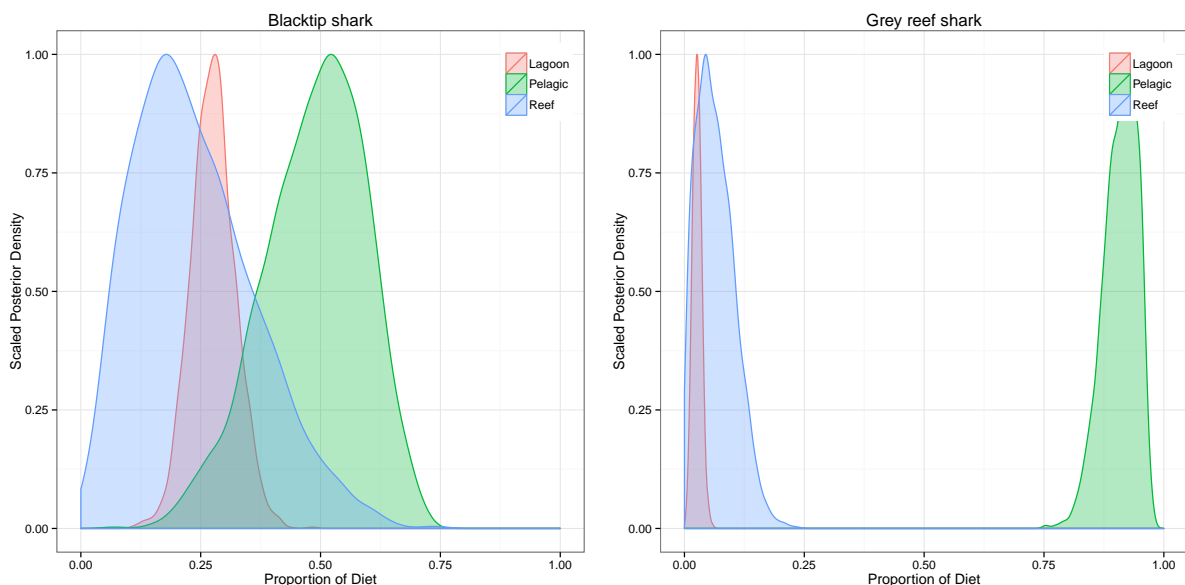 Blacktip shark
Scaled Posterior Density
1.00
0.75
0.50
0.25
0.00
Lagoon
Pelagic
Reef
0.00 0.25 0.50 0.75 1.00
Proportion of Diet
Grey reef shark
Scaled Posterior Density
1.00
0.75
0.50
0.25
0.00
Lagoon
Pelagic
Reef
0.00 0.25 0.50 0.75 1.00
Proportion of Diet